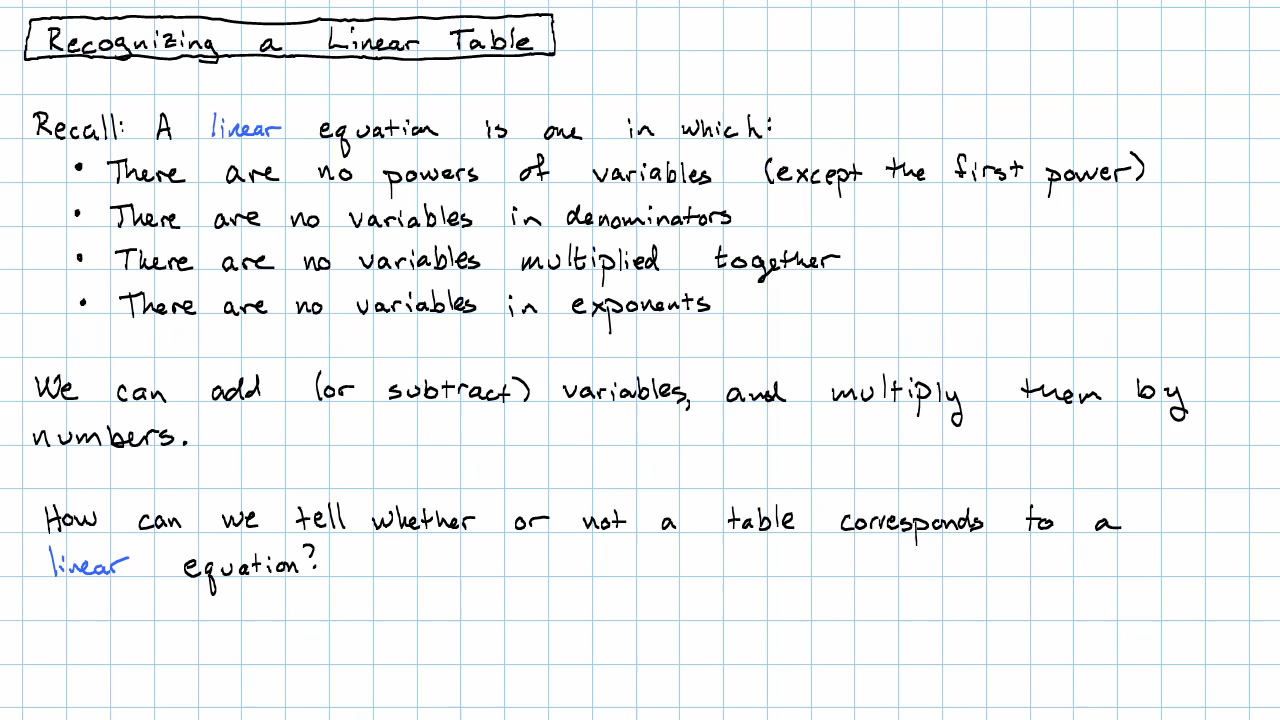 Recognizing a Linear Table
Recall: A linear equation is one in which:
• There are no powers of variables (except the first power)
• There are no variables in denominators
• There are no variables multiplied together
• There are no variables in exponents
We can add (or subtract) variables, and multiply them by
numbers.
How can we tell whether or not a table corresponds to a
linear equation?